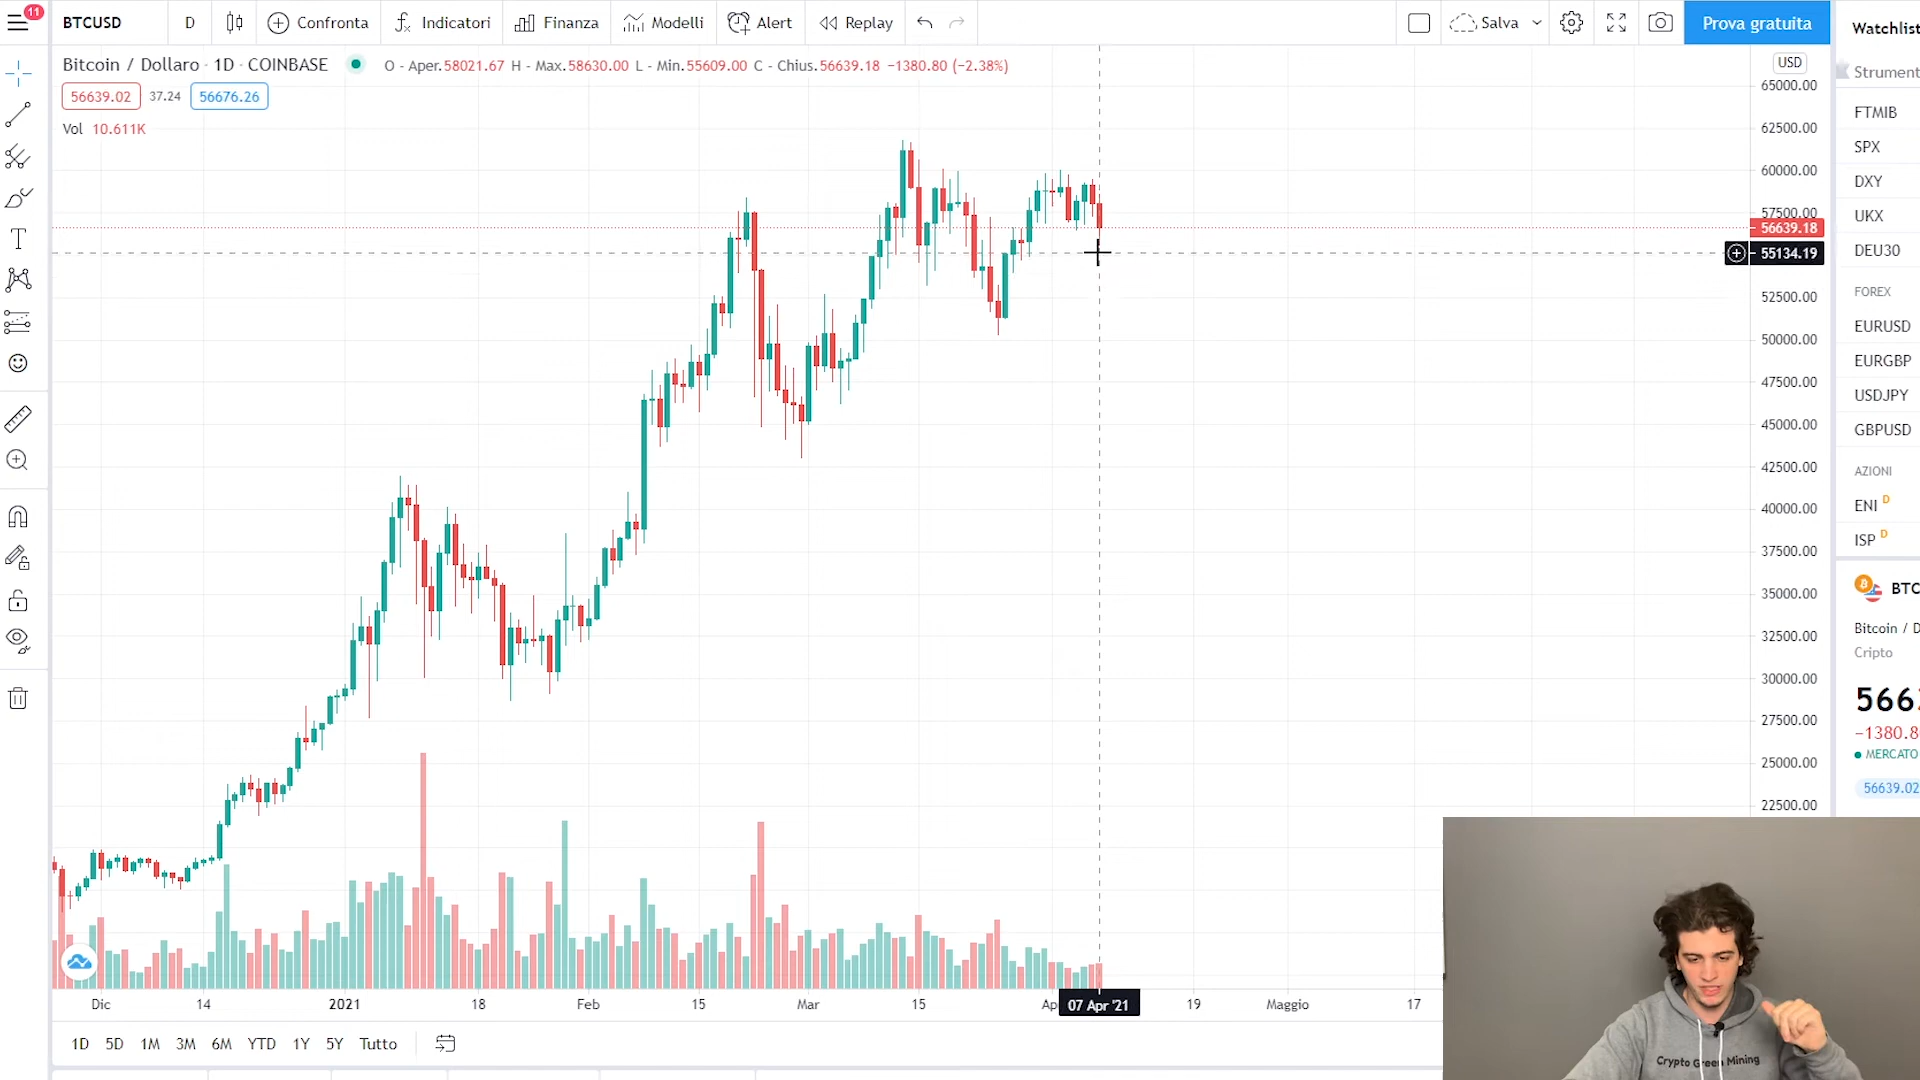 11
BTCUSD
D
Confronta
Indicatori
Finanza
Modelli
Alert
Replay
Salva
Prova gratuita
Watchlist
Bitcoin / Dollaro · 1D · COINBASE
O - Aper.58021.67 H - Max.58630.00 L - Min.55609.00 C - Chius.56639.18 −1380.80 (−2.38%)
USD
56639.02 37.24 56676.26
Vol 10.611K
65000.00
62500.00
60000.00
57500.00
56639.18
55134.19
52500.00
50000.00
47500.00
45000.00
42500.00
40000.00
37500.00
35000.00
32500.00
30000.00
27500.00
25000.00
22500.00
Strument
FTMIB
SPX
DXY
UKX
DEU30
FOREX
EURUSD
EURGBP
USDJPY
GBPUSD
AZIONI
ENI D
ISP D
BTC
Bitcoin / D
Cripto
566
−1380.8
MERCATO
56639.02
Dic 14 2021 18 Feb 15 Mar 15 Ap 07 Apr '21 19 Maggio 17
1D 5D 1M 3M 6M YTD 1Y 5Y Tutto
Crypto Green Mining